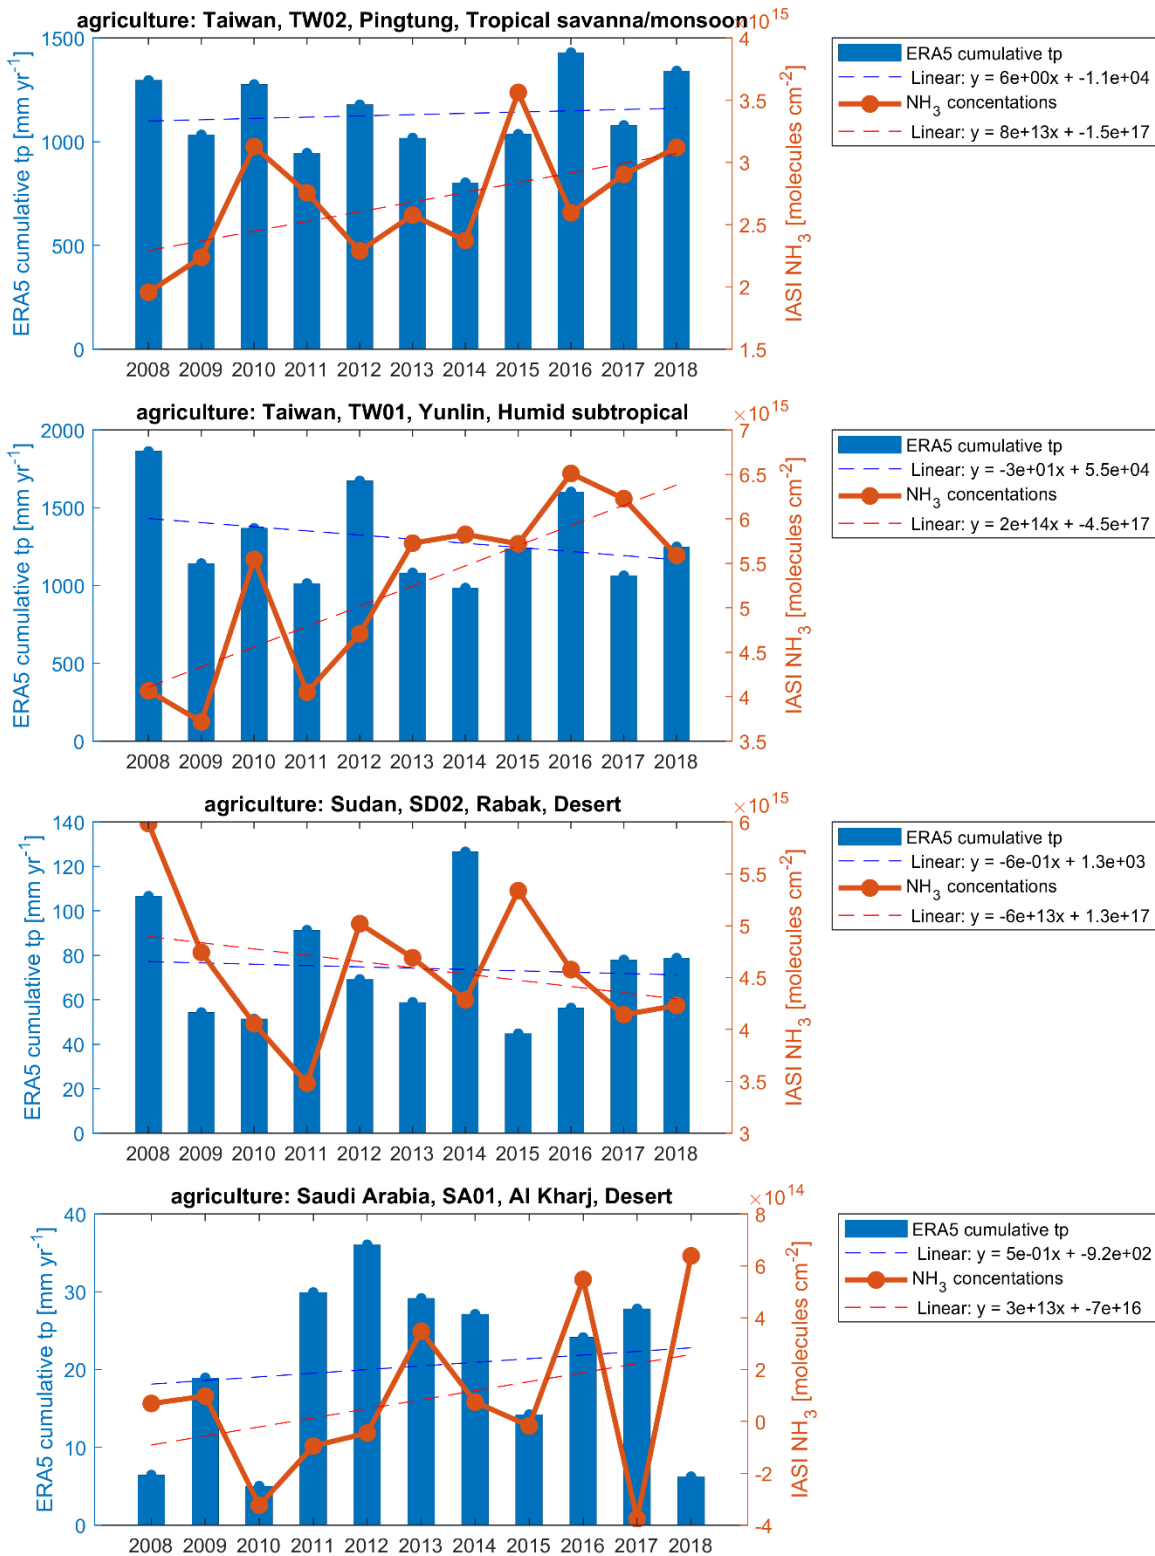 agriculture: Taiwan, TW02, Pingtung, Tropical savanna/monsoon
×10^15
ERA5 cumulative tp [mm yr^-1]
1500
1000
500
0
4
3.5
3
2.5
2
1.5
IASI NH_3 [molecules cm^-2]
2008 2009 2010 2011 2012 2013 2014 2015 2016 2017 2018
ERA5 cumulative tp
Linear: y = 6e+00x + -1.1e+04
NH_3 concentations
Linear: y = 8e+13x + -1.5e+17
agriculture: Taiwan, TW01, Yunlin, Humid subtropical
×10^15
ERA5 cumulative tp [mm yr^-1]
2000
1500
1000
500
0
7
6.5
6
5.5
5
4.5
4
3.5
IASI NH_3 [molecules cm^-2]
2008 2009 2010 2011 2012 2013 2014 2015 2016 2017 2018
ERA5 cumulative tp
Linear: y = -3e+01x + 5.5e+04
NH_3 concentations
Linear: y = 2e+14x + -4.5e+17
agriculture: Sudan, SD02, Rabak, Desert
×10^15
ERA5 cumulative tp [mm yr^-1]
140
120
100
80
60
40
20
0
6
5.5
5
4.5
4
3.5
3
IASI NH_3 [molecules cm^-2]
2008 2009 2010 2011 2012 2013 2014 2015 2016 2017 2018
ERA5 cumulative tp
Linear: y = -6e-01x + 1.3e+03
NH_3 concentations
Linear: y = -6e+13x + 1.3e+17
agriculture: Saudi Arabia, SA01, Al Kharj, Desert
×10^14
ERA5 cumulative tp [mm yr^-1]
40
30
20
10
0
8
6
4
2
0
-2
-4
IASI NH_3 [molecules cm^-2]
2008 2009 2010 2011 2012 2013 2014 2015 2016 2017 2018
ERA5 cumulative tp
Linear: y = 5e-01x + -9.2e+02
NH_3 concentations
Linear: y = 3e+13x + -7e+16